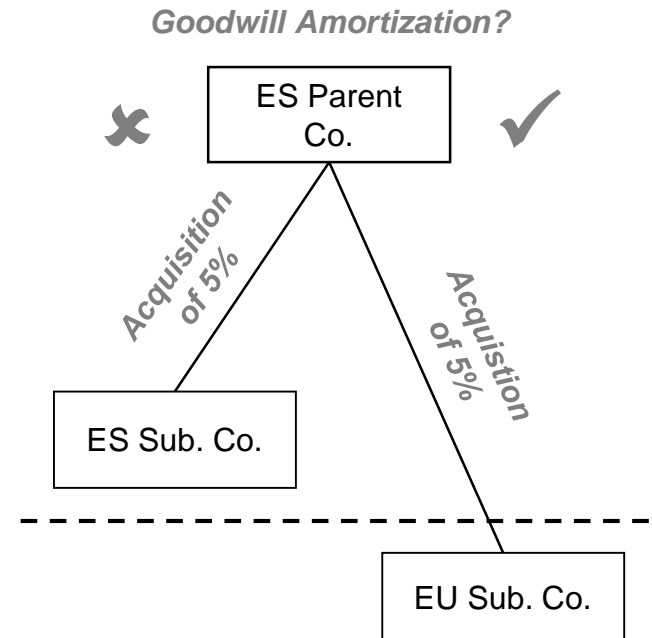 Goodwill Amortization?
ES Parent
Co.
Acquisition
of 5%
Acquistion
of 5%
ES Sub. Co.
EU Sub. Co.